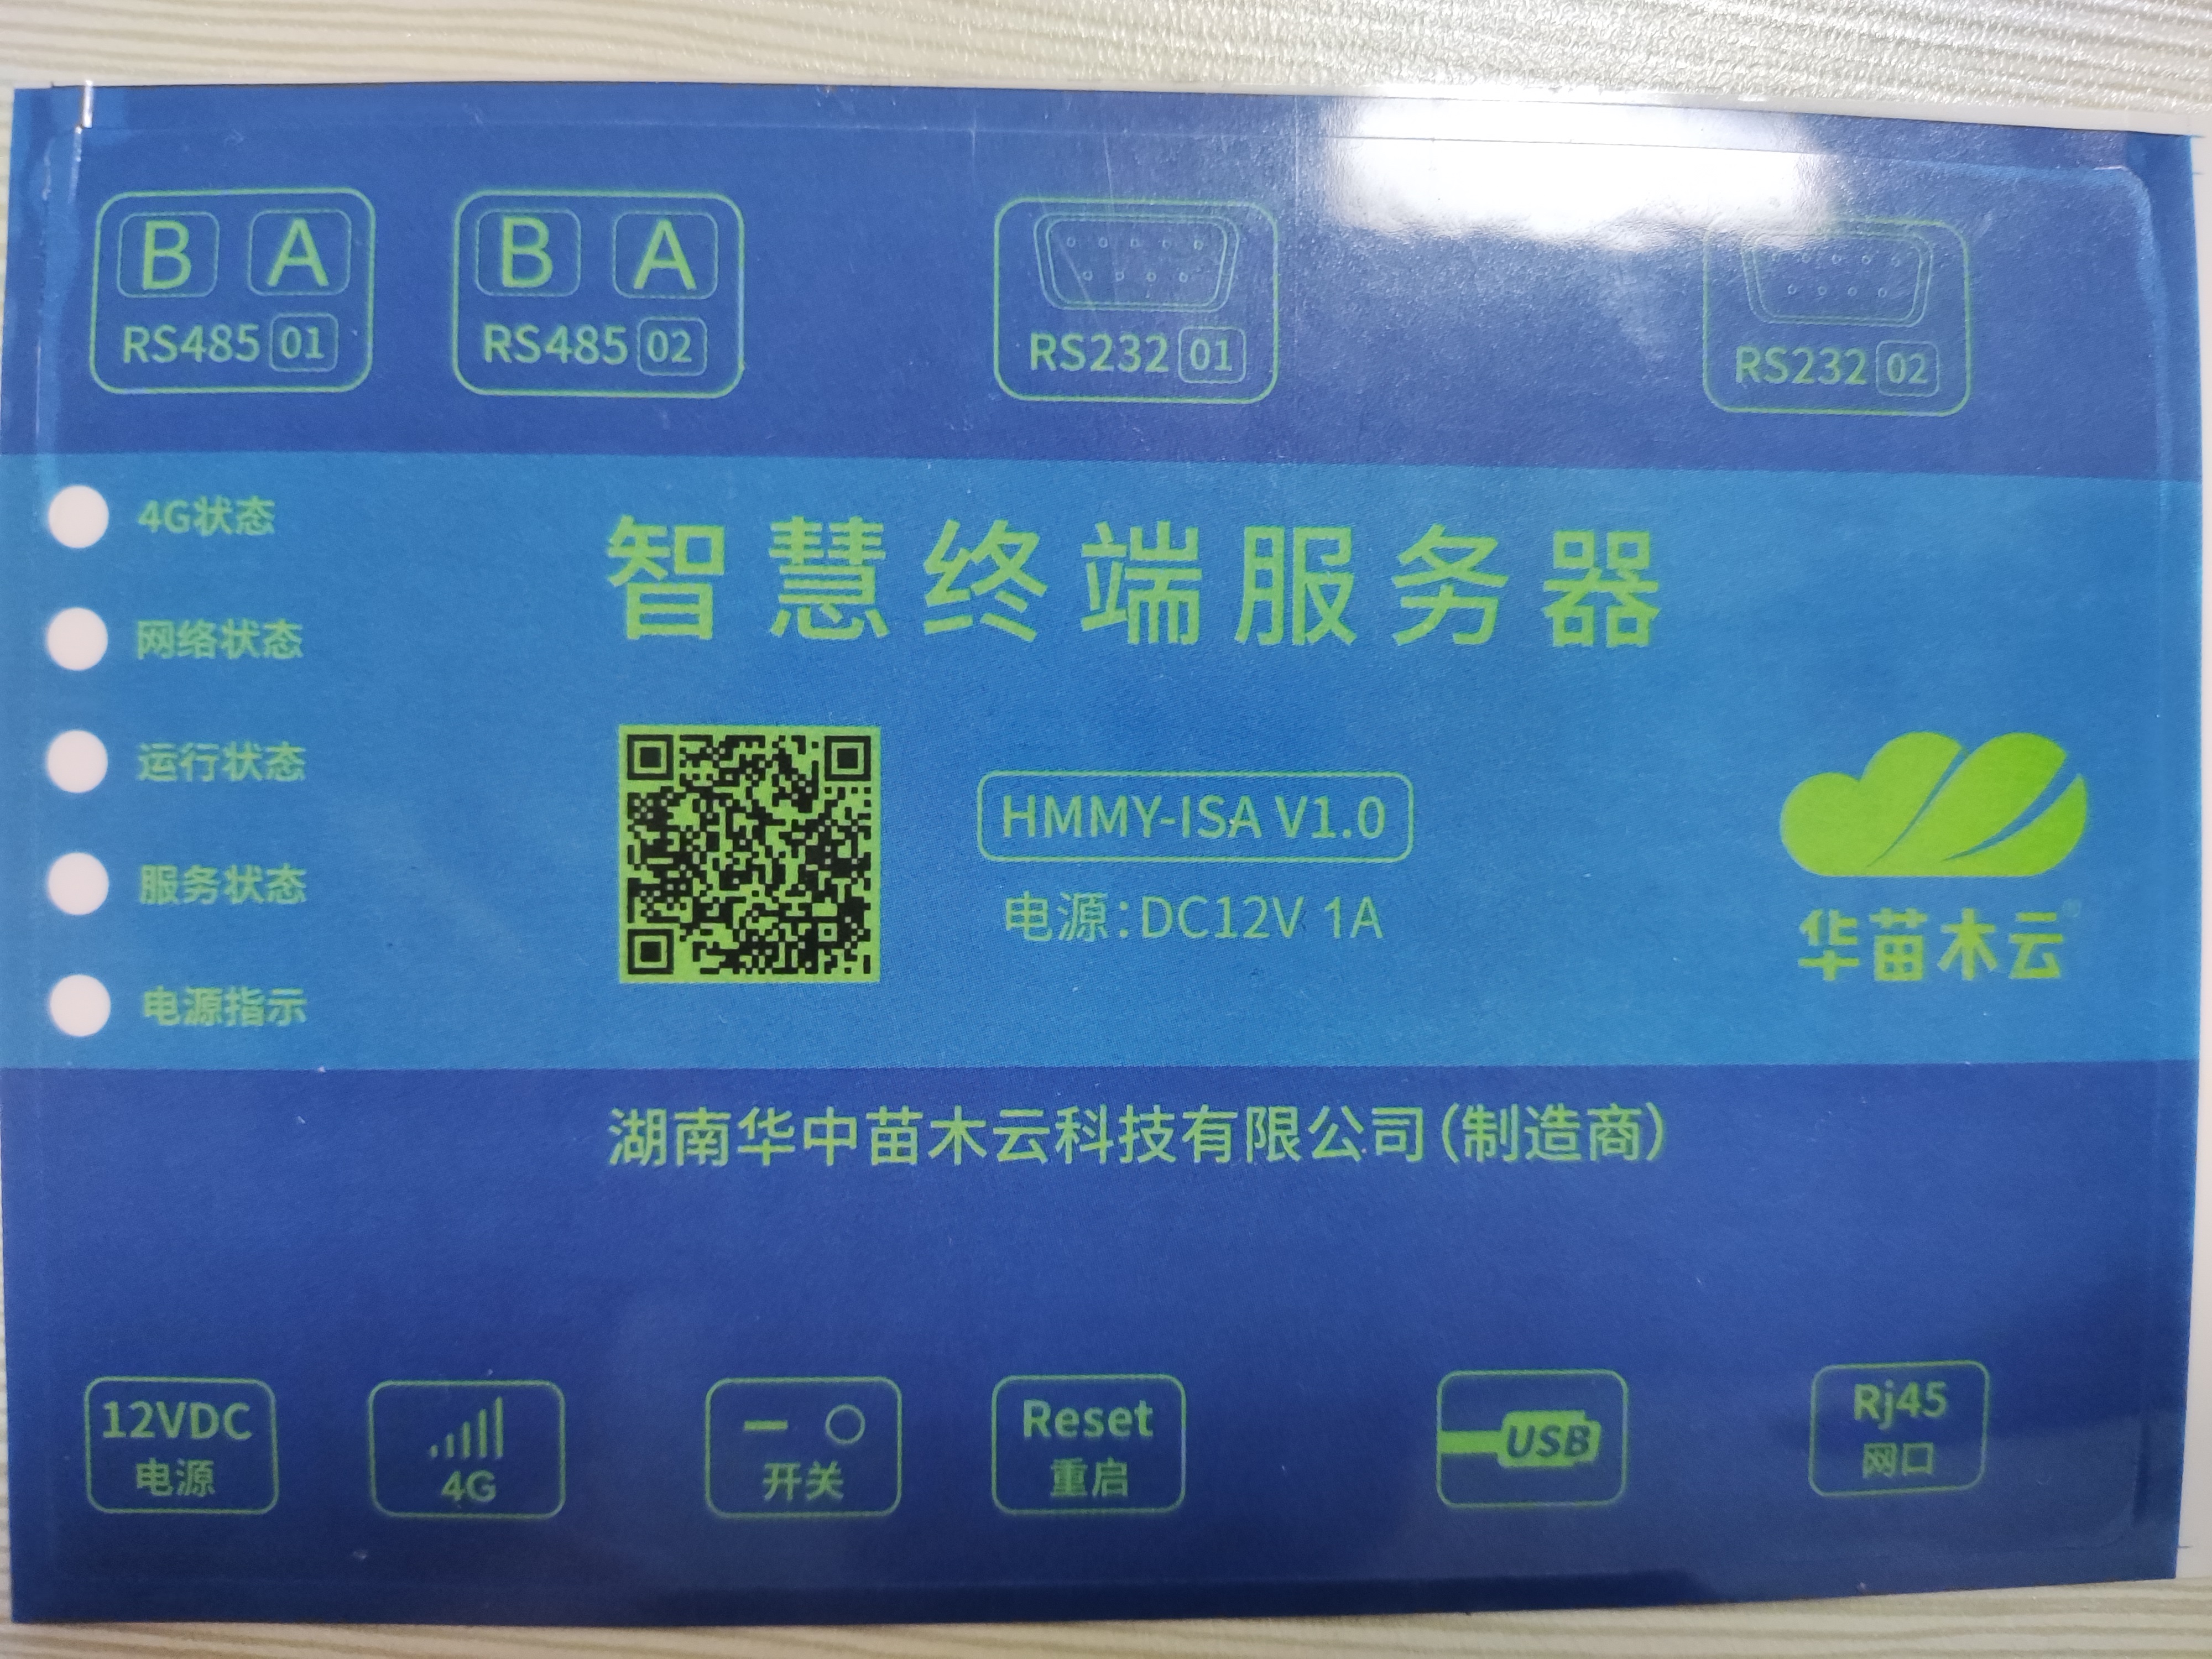 B A
RS485 01
B A
RS485 02
RS232 01
RS232 02
4G状态
网络状态
运行状态
服务状态
电源指示
智慧终端服务器
HMMY-ISA V1.0
电源:DC12V 1A
华苗木云®
湖南华中苗木云科技有限公司(制造商)
12VDC
电源
4G
开关
Reset
重启
USB
Rj45
网口